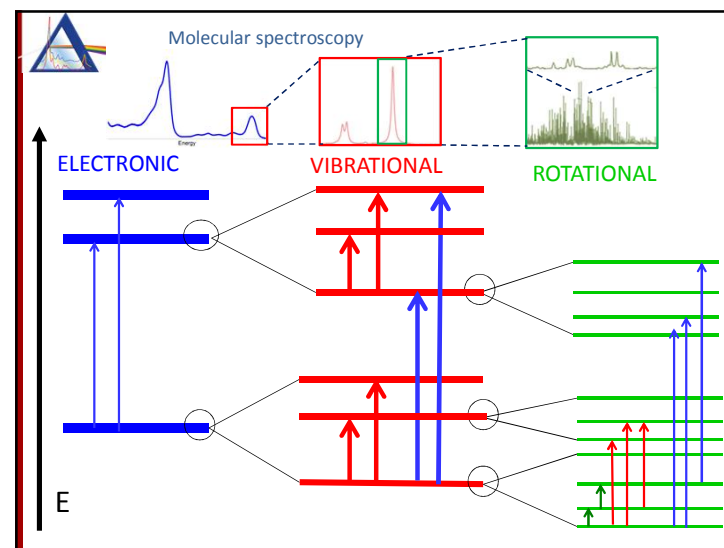 Molecular spectroscopy
Energy
ELECTRONIC
VIBRATIONAL
ROTATIONAL
E